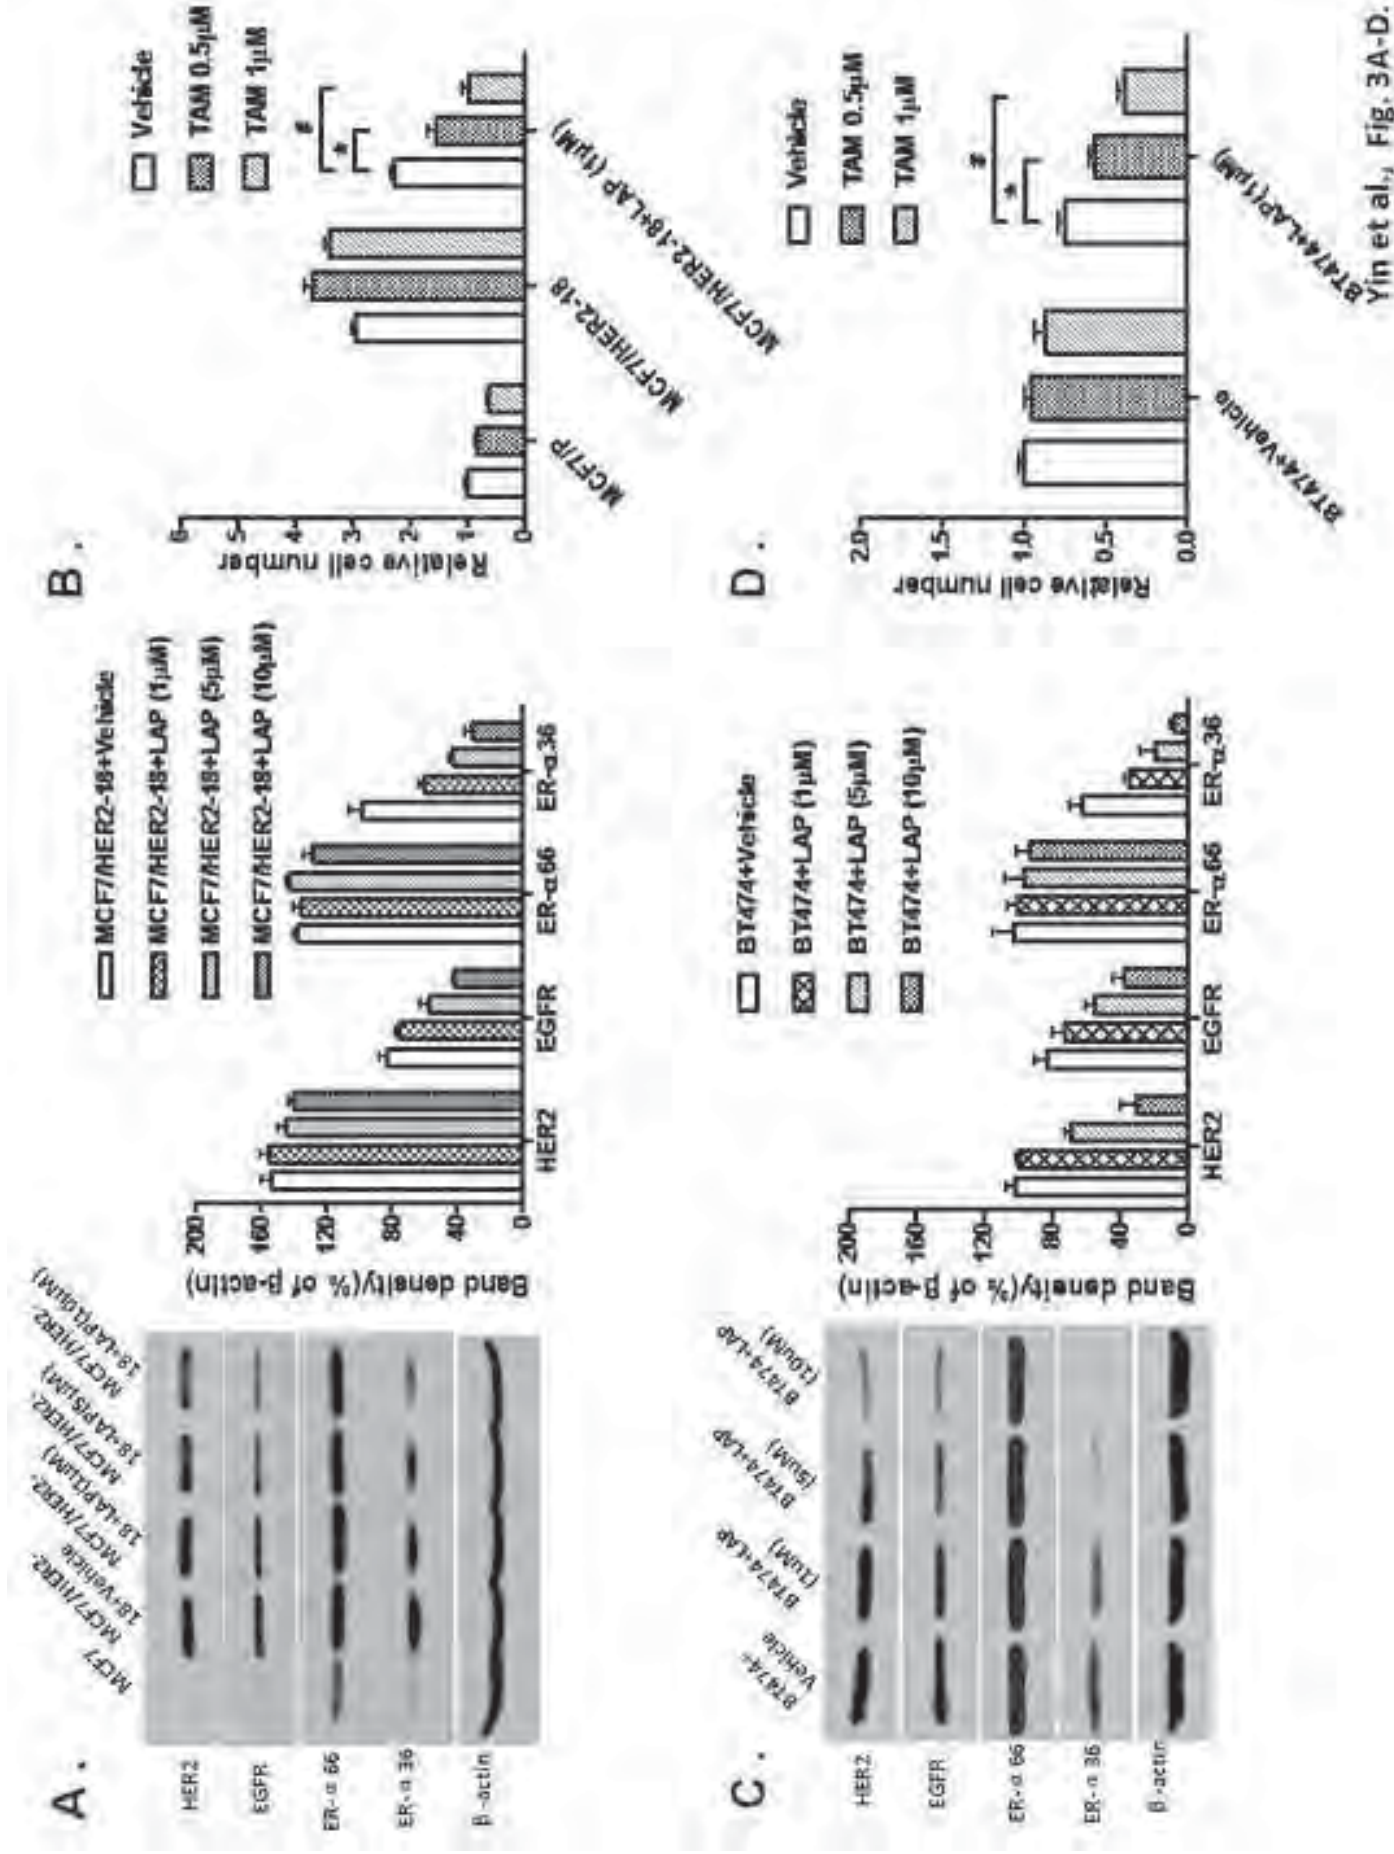 A.
MCF7
MCF7/HER2-
18+Vehicle
MCF7/HER2-
18+LAP(1μM)
MCF7/HER2-
18+LAP(5μM)
MCF7/HER2-
18+LAP(10μM)
HER2
EGFR
ER-α 66
ER-α 36
β-actin
Band density(% of β-actin)
200
160
120
80
40
0
HER2
EGFR
ER-α66
ER-α36
MCF7/HER2-18+Vehicle
MCF7/HER2-18+LAP (1μM)
MCF7/HER2-18+LAP (5μM)
MCF7/HER2-18+LAP (10μM)
B.
Relative cell number
6
5
4
3
2
1
0
MCF7/P
MCF7/HER2-18
MCF7/HER2-18+LAP (1μM)
Vehicle
TAM 0.5μM
TAM 1μM
*
#
C.
BT474+
Vehicle
BT474+LAP
(1uM)
BT474+LAP
(5uM)
BT474+LAP
(10uM)
HER2
EGFR
ER-α 66
ER-α 36
β-actin
Band density(% of β-actin)
200
160
120
80
40
0
HER2
EGFR
ER-α66
ER-α36
BT474+Vehicle
BT474+LAP (1μM)
BT474+LAP (5μM)
BT474+LAP (10μM)
D.
Relative cell number
2.0
1.5
1.0
0.5
0.0
BT474+Vehicle
BT474+LAP(1μM)
Vehicle
TAM 0.5μM
TAM 1μM
*
#
Yin et al., Fig. 3A-D.